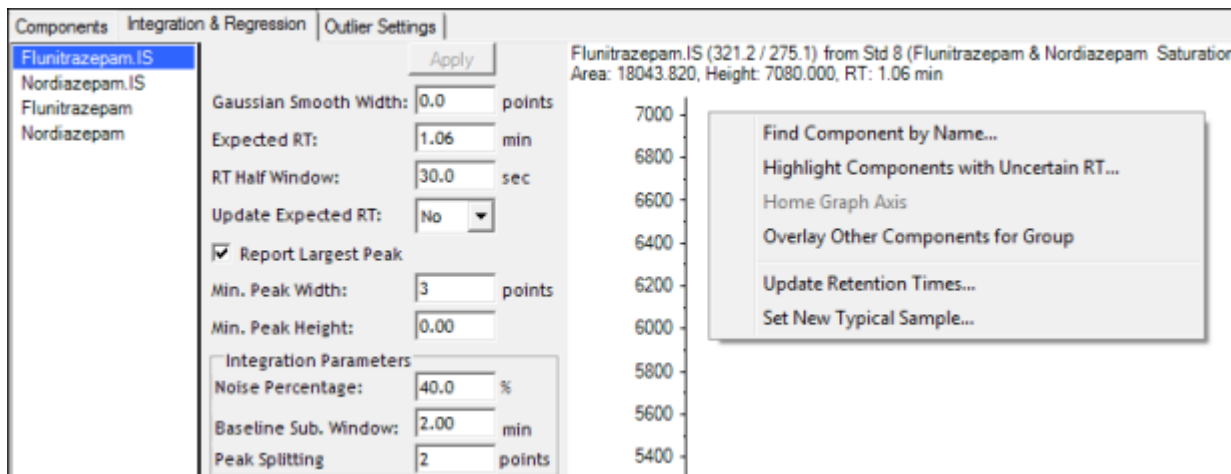 Components Integration & Regression Outlier Settings
Flunitrazepam.IS
Nordiazepam.IS
Flunitrazepam
Nordiazepam
Apply
Gaussian Smooth Width: 0.0 points
Expected RT: 1.06 min
RT Half Window: 30.0 sec
Update Expected RT: No
Report Largest Peak
Min. Peak Width: 3 points
Min. Peak Height: 0.00
Integration Parameters
Noise Percentage: 40.0 %
Baseline Sub. Window: 2.00 min
Peak Splitting 2 points
Flunitrazepam.IS (321.2 / 275.1) from Std 8 (Flunitrazepam & Nordiazepam Saturation
Area: 18043.820, Height: 7080.000, RT: 1.06 min
7000
6800
6600
6400
6200
6000
5800
5600
5400
Find Component by Name...
Highlight Components with Uncertain RT...
Home Graph Axis
Overlay Other Components for Group
Update Retention Times...
Set New Typical Sample...